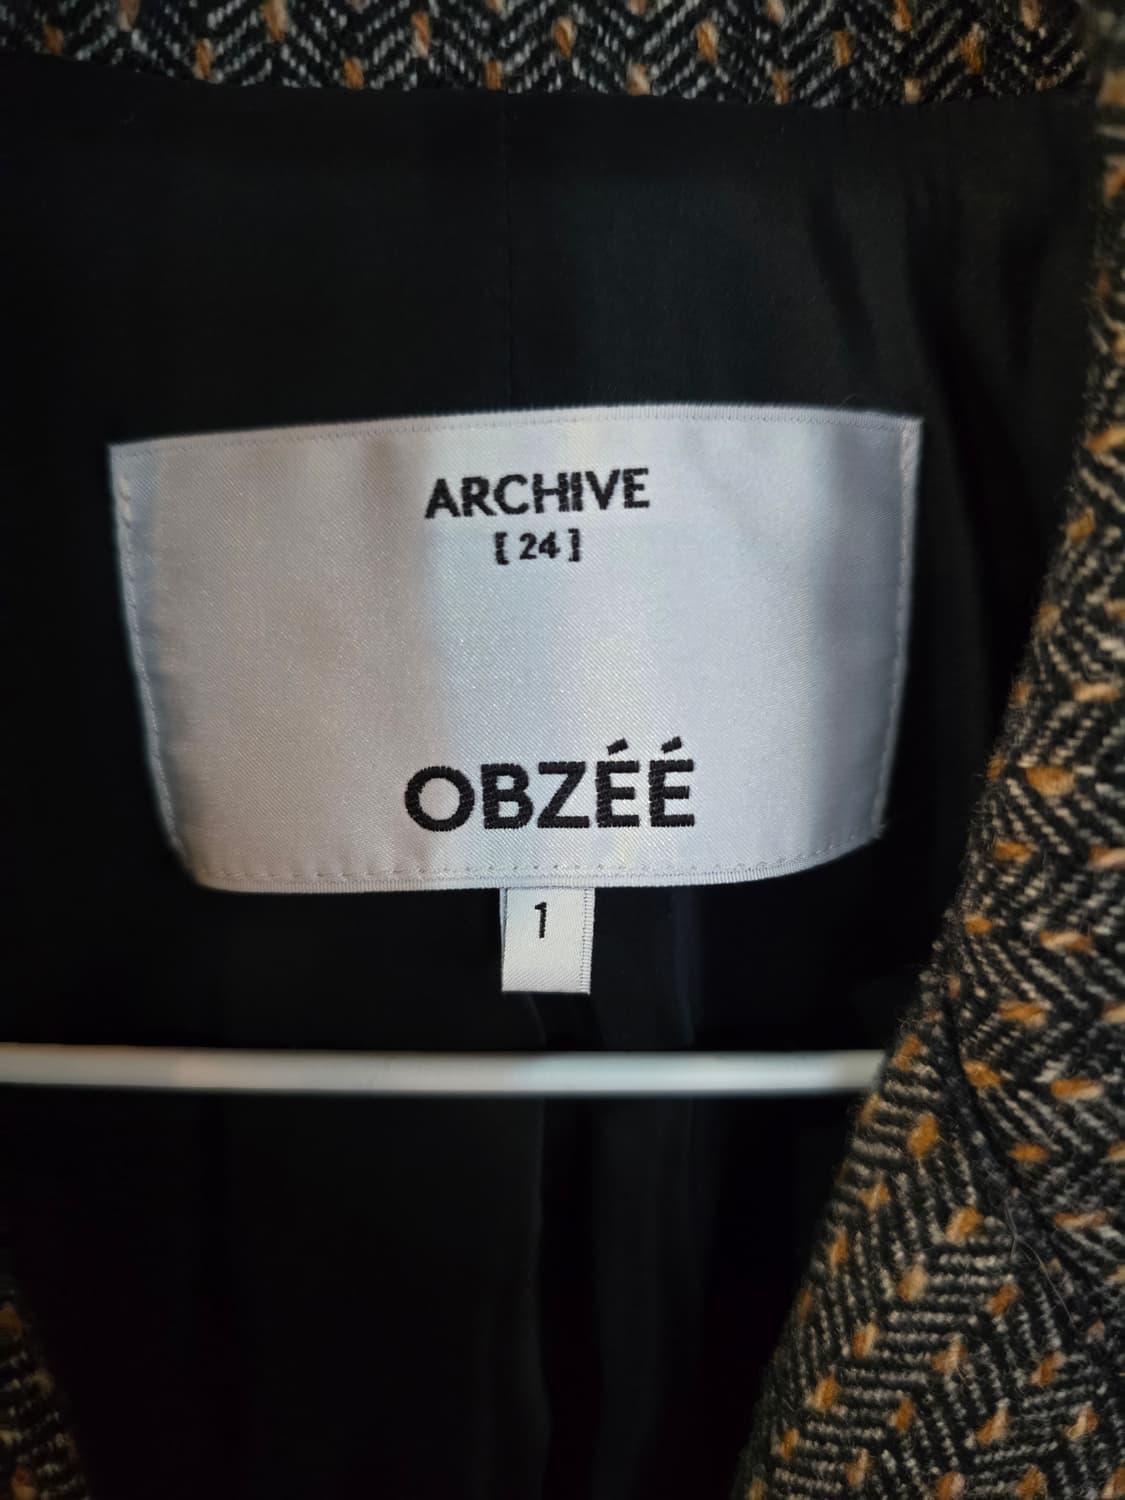 ARCHIVE
[ 24 ]
OBZÉÉ
1